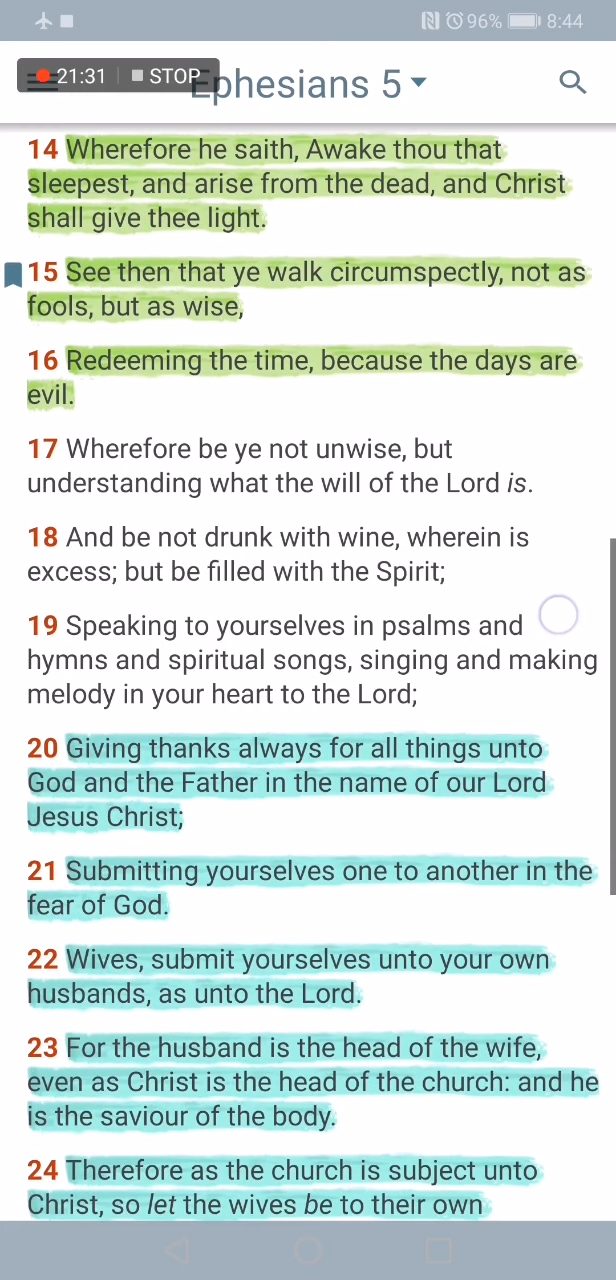 96% 8:44
21:31 STOP Ephesians 5
14 Wherefore he saith, Awake thou that
sleepest, and arise from the dead, and Christ
shall give thee light.
15 See then that ye walk circumspectly, not as
fools, but as wise,
16 Redeeming the time, because the days are
evil.
17 Wherefore be ye not unwise, but
understanding what the will of the Lord is.
18 And be not drunk with wine, wherein is
excess; but be filled with the Spirit;
19 Speaking to yourselves in psalms and
hymns and spiritual songs, singing and making
melody in your heart to the Lord;
20 Giving thanks always for all things unto
God and the Father in the name of our Lord
Jesus Christ;
21 Submitting yourselves one to another in the
fear of God.
22 Wives, submit yourselves unto your own
husbands, as unto the Lord.
23 For the husband is the head of the wife,
even as Christ is the head of the church: and he
is the saviour of the body.
24 Therefore as the church is subject unto
Christ, so let the wives be to their own